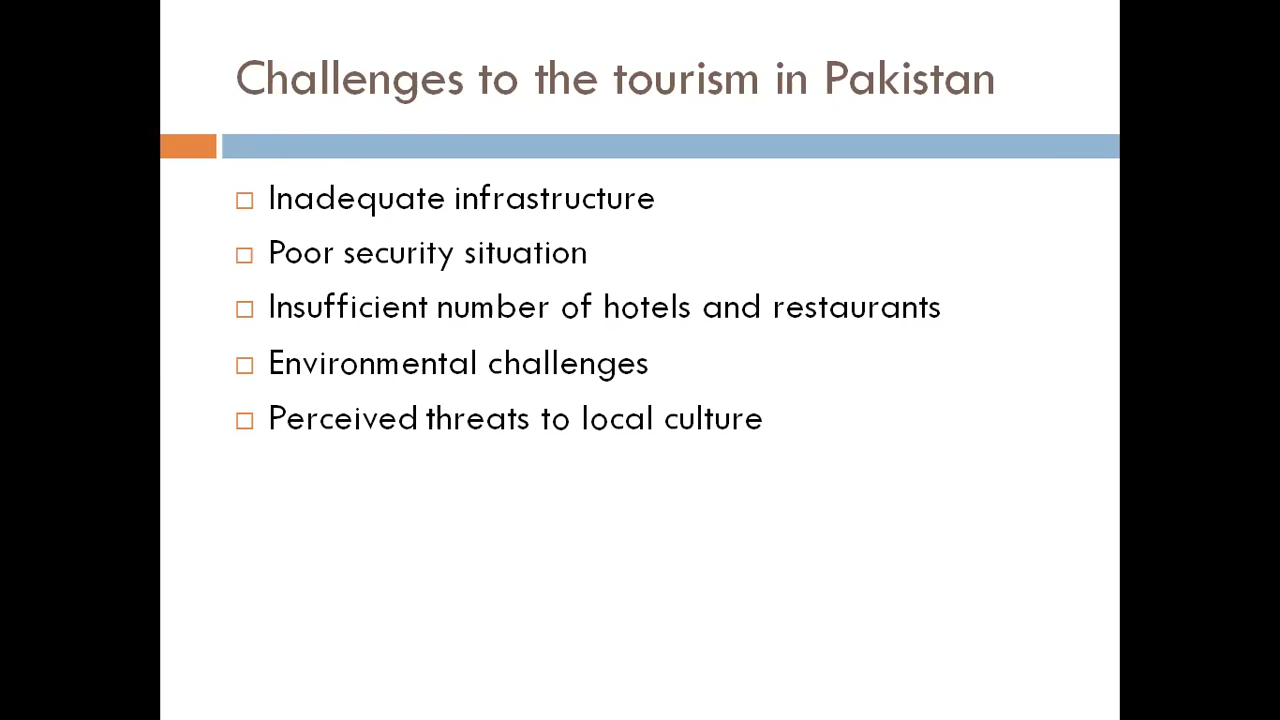 Challenges to the tourism in Pakistan
Inadequate infrastructure
Poor security situation
Insufficient number of hotels and restaurants
Environmental challenges
Perceived threats to local culture